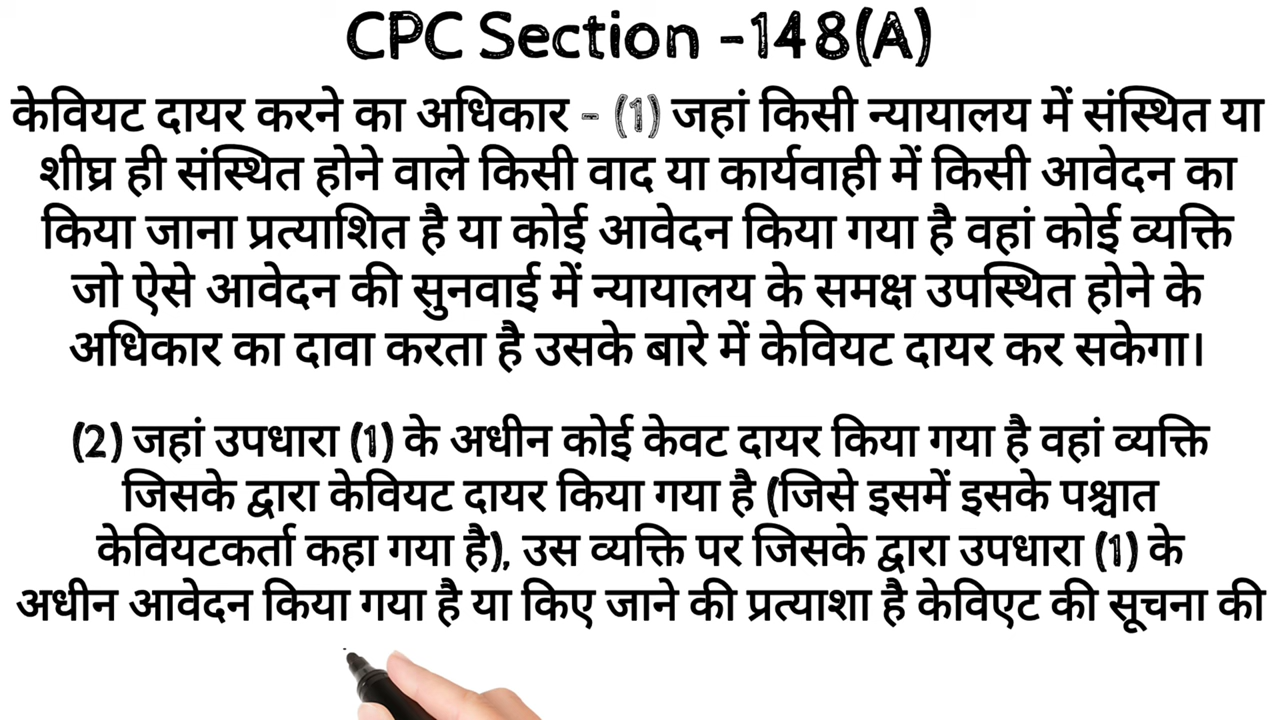 CPC Section -148(A)
केवियट दायर करने का अधिकार - (1) जहां किसी न्यायालय में संस्थित या
शीघ्र ही संस्थित होने वाले किसी वाद या कार्यवाही में किसी आवेदन का
किया जाना प्रत्याशित है या कोई आवेदन किया गया है वहां कोई व्यक्ति
जो ऐसे आवेदन की सुनवाई में न्यायालय के समक्ष उपस्थित होने के
अधिकार का दावा करता है उसके बारे में केवियट दायर कर सकेगा।
(2) जहां उपधारा (1) के अधीन कोई केवट दायर किया गया है वहां व्यक्ति
जिसके द्वारा केवियट दायर किया गया है (जिसे इसमें इसके पश्चात
केवियटकर्ता कहा गया है), उस व्यक्ति पर जिसके द्वारा उपधारा (1) के
अधीन आवेदन किया गया है या किए जाने की प्रत्याशा है केविएट की सूचना की